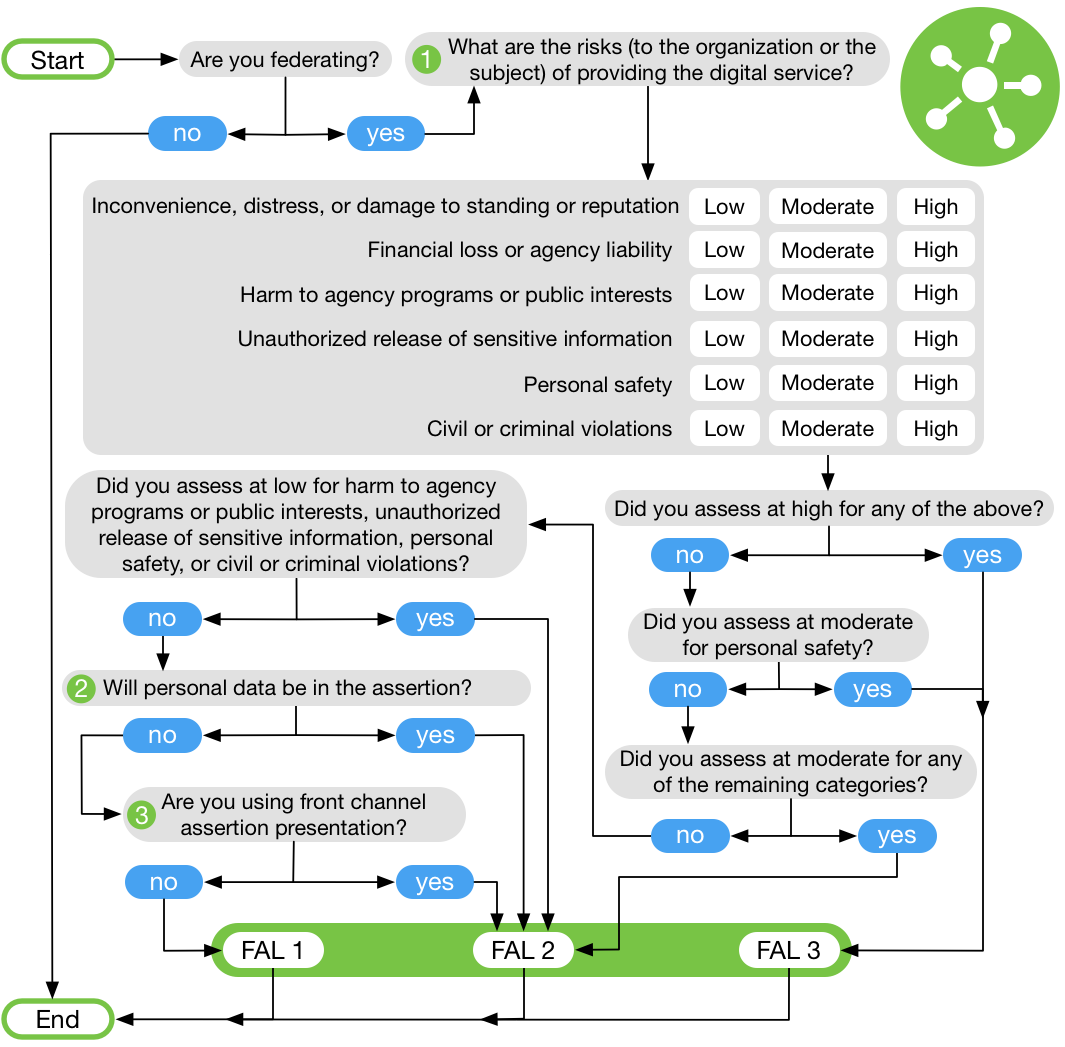 Start
Are you federating?
1
What are the risks (to the organization or the
subject) of providing the digital service?
no
yes
Inconvenience, distress, or damage to standing or reputation Low Moderate High
Financial loss or agency liability Low Moderate High
Harm to agency programs or public interests Low Moderate High
Unauthorized release of sensitive information Low Moderate High
Personal safety Low Moderate High
Civil or criminal violations Low Moderate High
Did you assess at high for any of the above?
no
yes
Did you assess at moderate
for personal safety?
no
yes
Did you assess at moderate for any
of the remaining categories?
no
yes
Did you assess at low for harm to agency
programs or public interests, unauthorized
release of sensitive information, personal
safety, or civil or criminal violations?
no
yes
2
Will personal data be in the assertion?
no
yes
3
Are you using front channel
assertion presentation?
no
yes
FAL 1
FAL 2
FAL 3
End